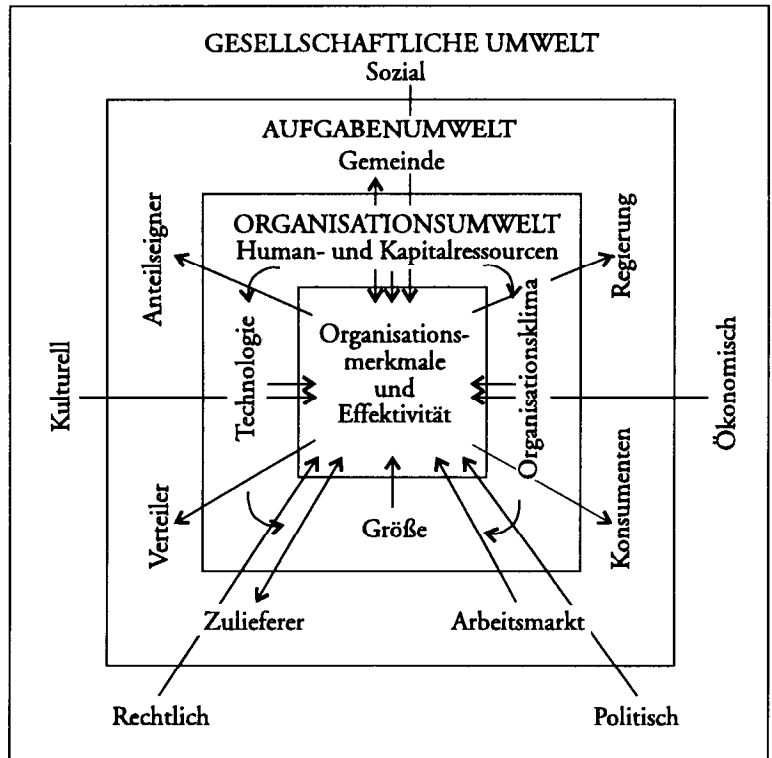 GESELLSCHAFTLICHE UMWELT
Sozial
AUFGABENUMWELT
Gemeinde
ORGANISATIONSUMWELT
Human- und Kapitalressourcen
Anteilseigner
Regierung
Technologie
Organisations-
merkmale
und
Effektivität
Organisationsklima
Kulturell
Ökonomisch
Verteiler
Größe
Konsumenten
Zulieferer
Arbeitsmarkt
Rechtlich
Politisch